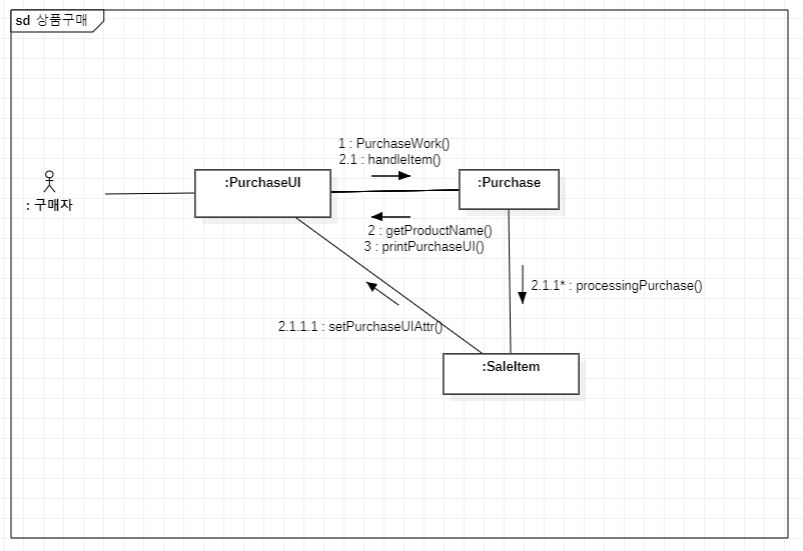 sd 상품구매
1 : PurchaseWork()
2.1 : handleItem()
:PurchaseUI
:Purchase
: 구매자
2 : getProductName()
3 : printPurchaseUI()
2.1.1* : processingPurchase()
2.1.1.1 : setPurchaseUIAttr()
:SaleItem